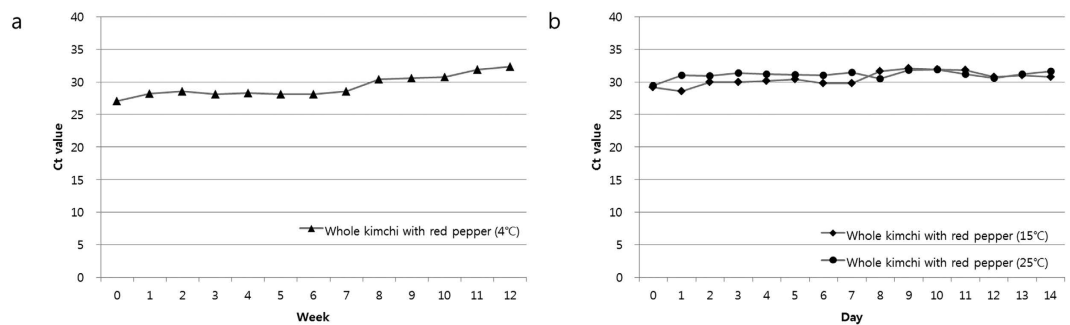 a
40
35
30
25
20
15
10
5
0
Ct value
0 1 2 3 4 5 6 7 8 9 10 11 12
Week
Whole kimchi with red pepper (4℃)
b
40
35
30
25
20
15
10
5
0
Ct value
0 1 2 3 4 5 6 7 8 9 10 11 12 13 14
Day
Whole kimchi with red pepper (15℃)
Whole kimchi with red pepper (25℃)